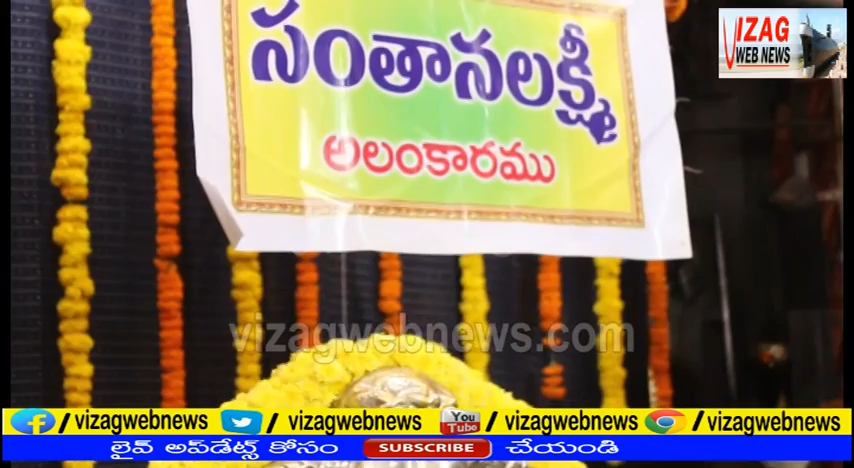 VIZAG
WEB NEWS
సంతానలక్ష్మీ
అలంకారము
vizagwebnews.com
/vizagwebnews /vizagwebnews You Tube /vizagwebnews /vizagwebnews
లైవ్ అప్‌డేట్స్ కోసం SUBSCRIBE చేయండి